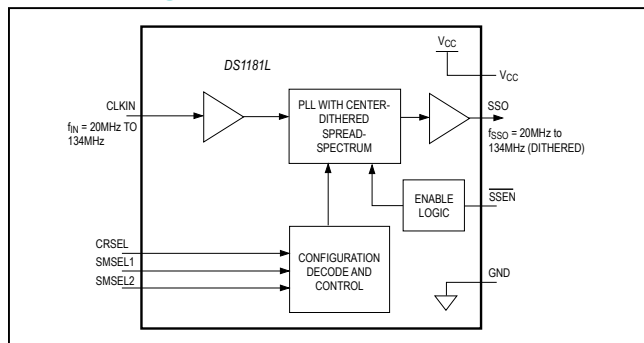 DS1181L
VCC
VCC
CLKIN
fIN = 20MHz TO
134MHz
PLL WITH CENTER-
DITHERED
SPREAD-
SPECTRUM
SSO
fSSO = 20MHz to
134MHz (DITHERED)
ENABLE
LOGIC
SSEN
CRSEL
SMSEL1
SMSEL2
CONFIGURATION
DECODE AND
CONTROL
GND